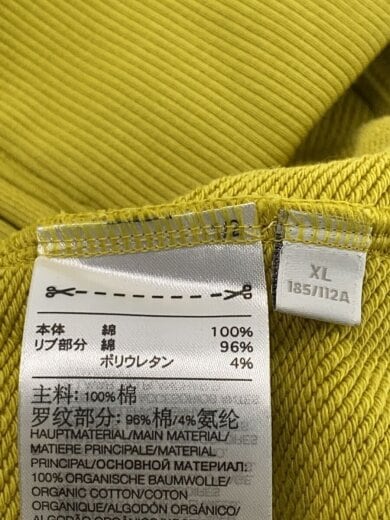 XL
185/112A
本体 綿 100%
リブ部分 綿 96%
ポリウレタン 4%
主料: 100%棉
罗纹部分: 96%棉/4%氨纶
HAUPTMATERIAL/MAIN MATERIAL/
MATIERE PRINCIPALE/MATERIAL
PRINCIPAL/ОСНОВНОЙ МАТЕРИАЛ:
100% ORGANISCHE BAUMWOLLE/
ORGANIC COTTON/COTON
ORGANIQUE/ALGODÓN ORGÁNICO/